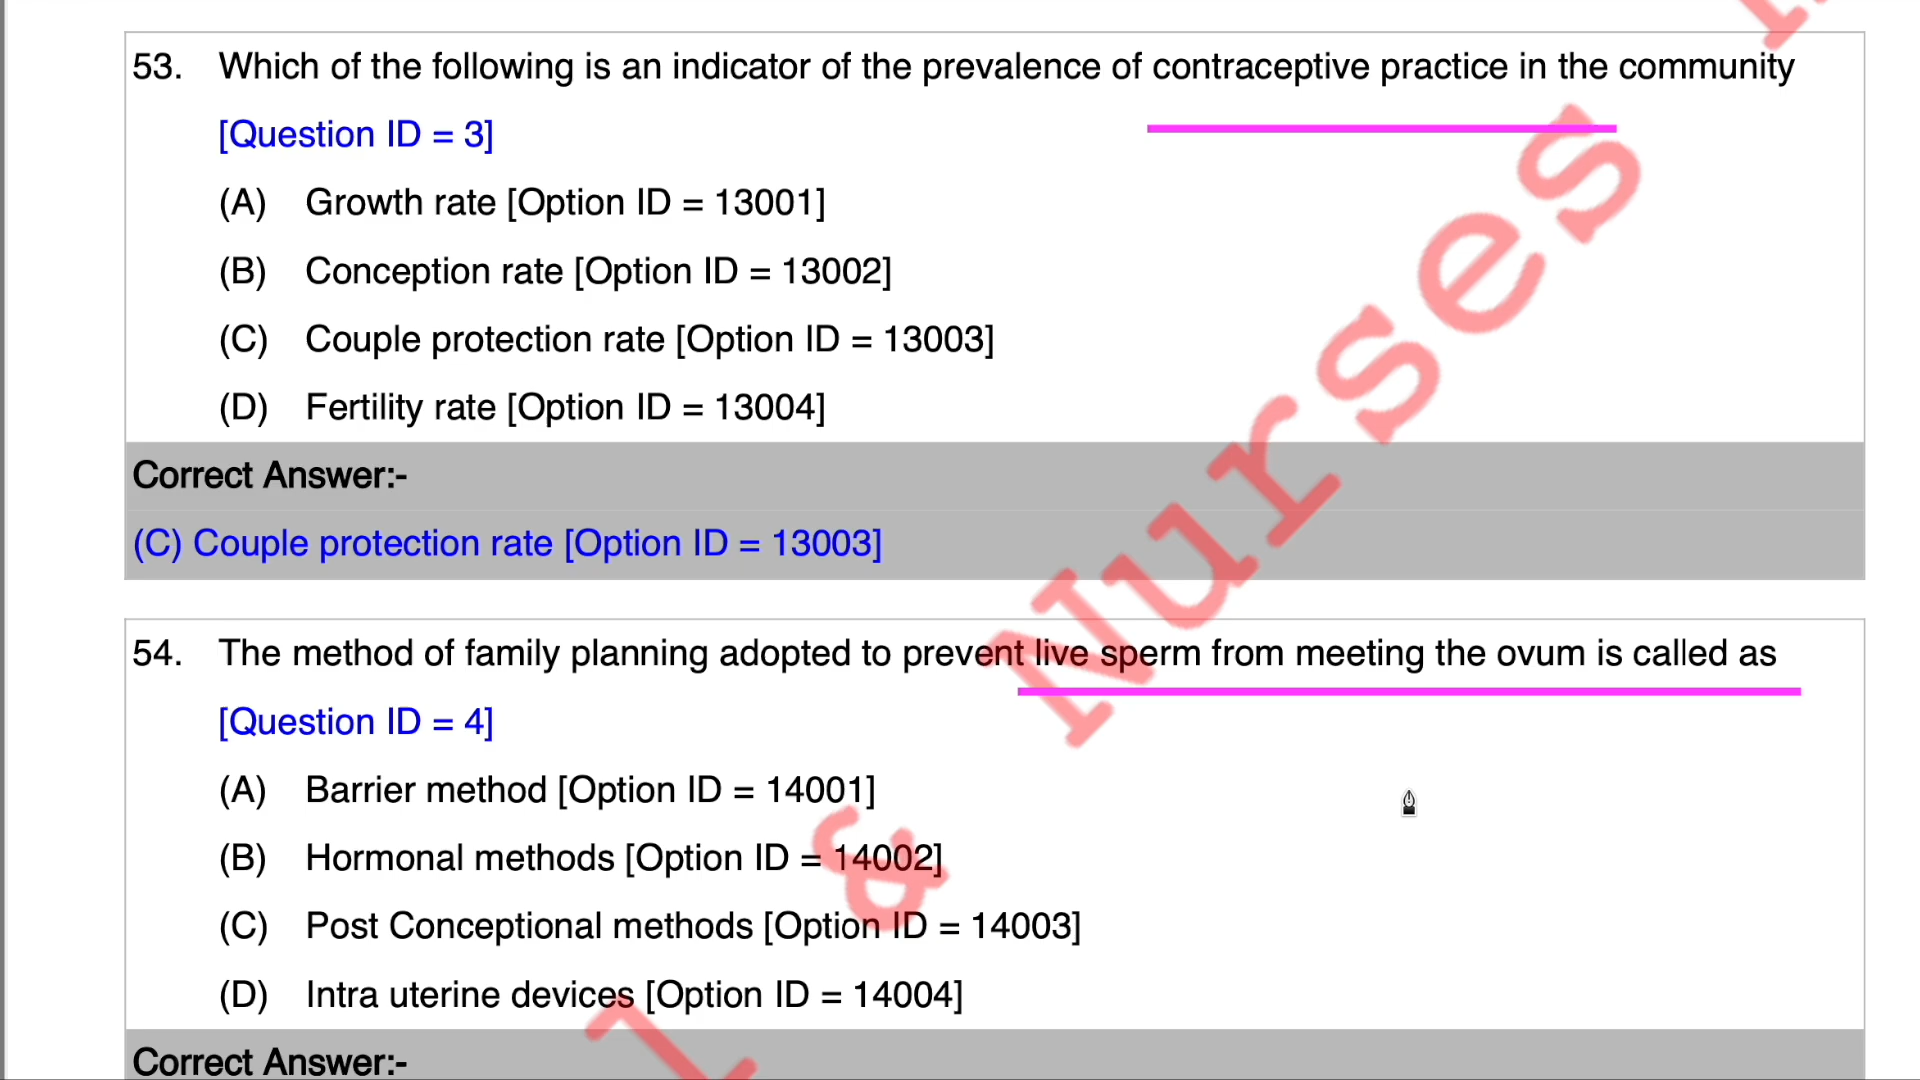 53. Which of the following is an indicator of the prevalence of contraceptive practice in the community
[Question ID = 3]
(A) Growth rate [Option ID = 13001]
(B) Conception rate [Option ID = 13002]
(C) Couple protection rate [Option ID = 13003]
(D) Fertility rate [Option ID = 13004]
Correct Answer:-
(C) Couple protection rate [Option ID = 13003]
54. The method of family planning adopted to prevent live sperm from meeting the ovum is called as
[Question ID = 4]
(A) Barrier method [Option ID = 14001]
(B) Hormonal methods [Option ID = 14002]
(C) Post Conceptional methods [Option ID = 14003]
(D) Intra uterine devices [Option ID = 14004]
Correct Answer:-
& Nurses